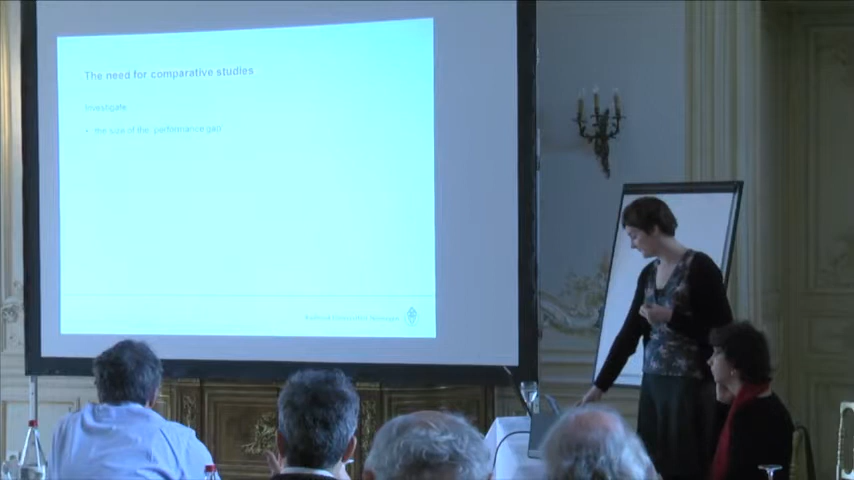 The need for comparative studies
Investigate
• the size of the performance gap